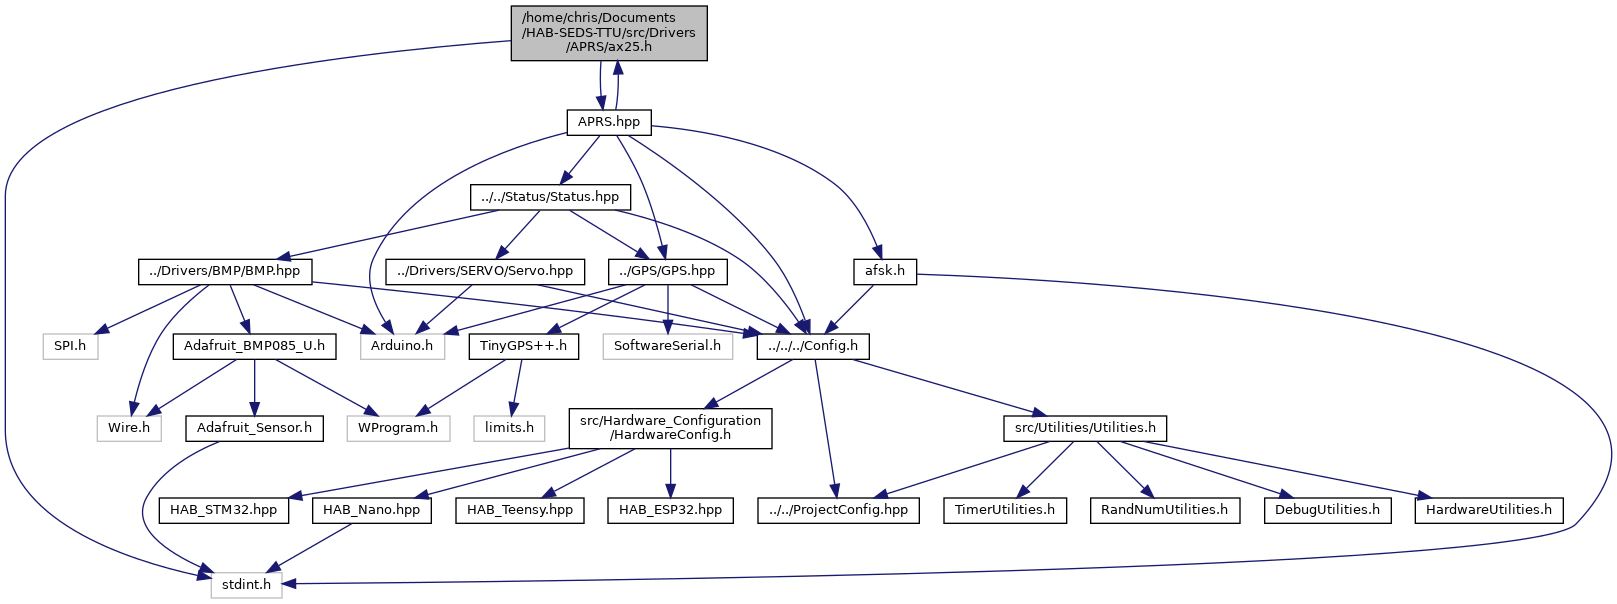 /home/chris/Documents
/HAB-SEDS-TTU/src/Drivers
/APRS/ax25.h
APRS.hpp
../../Status/Status.hpp
../Drivers/BMP/BMP.hpp
../Drivers/SERVO/Servo.hpp
../GPS/GPS.hpp
afsk.h
SPI.h
Adafruit_BMP085_U.h
Arduino.h
TinyGPS++.h
SoftwareSerial.h
../../../Config.h
Wire.h
Adafruit_Sensor.h
WProgram.h
limits.h
src/Hardware_Configuration
/HardwareConfig.h
src/Utilities/Utilities.h
HAB_STM32.hpp
HAB_Nano.hpp
HAB_Teensy.hpp
HAB_ESP32.hpp
../../ProjectConfig.hpp
TimerUtilities.h
RandNumUtilities.h
DebugUtilities.h
HardwareUtilities.h
stdint.h